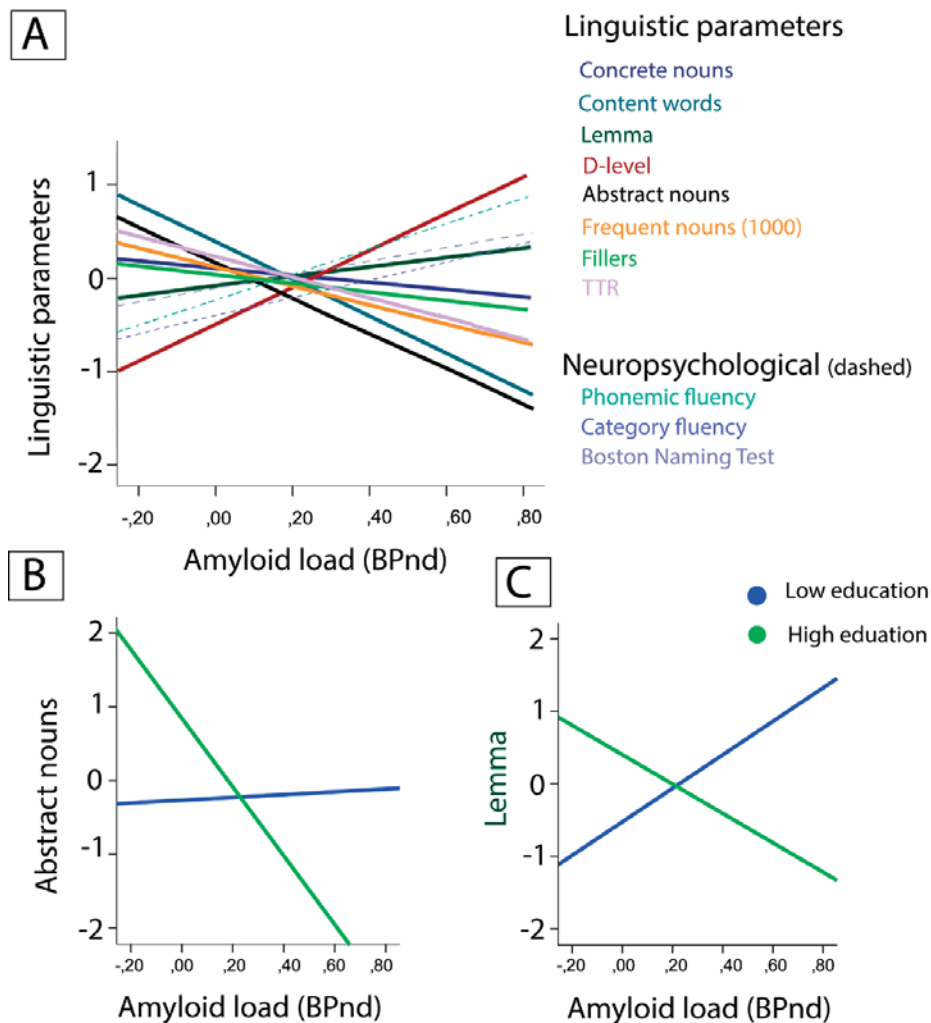 A
Linguistic parameters
Concrete nouns
Content words
Lemma
D-level
Abstract nouns
Frequent nouns (1000)
Fillers
TTR
Neuropsychological (dashed)
Phonemic fluency
Category fluency
Boston Naming Test
Linguistic parameters
1
0
-1
-2
-,20 ,00 ,20 ,40 ,60 ,80
Amyloid load (BPnd)
B
Abstract nouns
2
1
0
-1
-2
-,20 ,00 ,20 ,40 ,60 ,80
Amyloid load (BPnd)
C
Low education
High eduation
Lemma
2
1
0
-1
-2
-,20 ,00 ,20 ,40 ,60 ,80
Amyloid load (BPnd)